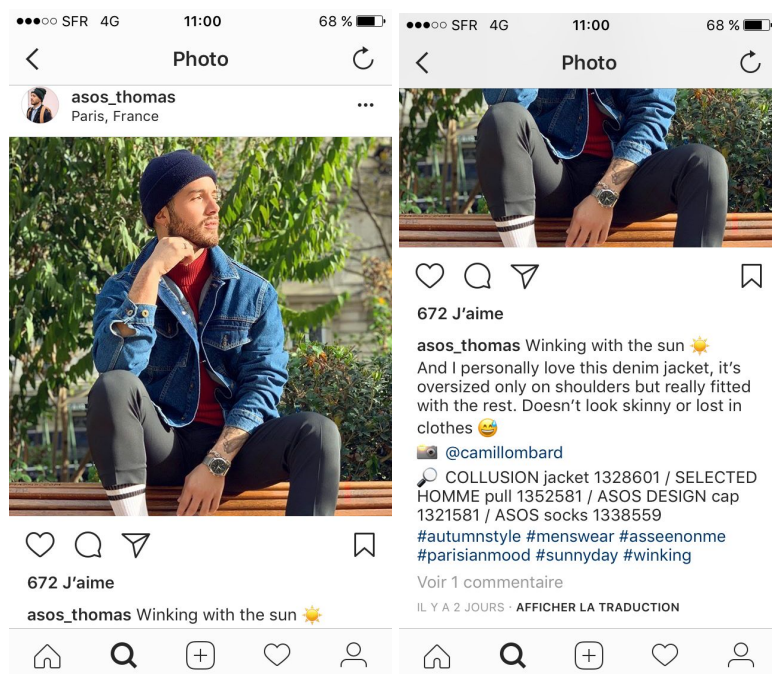 SFR 4G 11:00 68 %
Photo
asos_thomas
Paris, France
672 J’aime
asos_thomas Winking with the sun ☀️
SFR 4G 11:00 68 %
Photo
672 J’aime
asos_thomas Winking with the sun ☀️
And I personally love this denim jacket, it’s
oversized only on shoulders but really fitted
with the rest. Doesn’t look skinny or lost in
clothes 😅
📸 @camillombard
🔎 COLLUSION jacket 1328601 / SELECTED
HOMME pull 1352581 / ASOS DESIGN cap
1321581 / ASOS socks 1338559
#autumnstyle #menswear #asseenonme
#parisianmood #sunnyday #winking
Voir 1 commentaire
IL Y A 2 JOURS · AFFICHER LA TRADUCTION